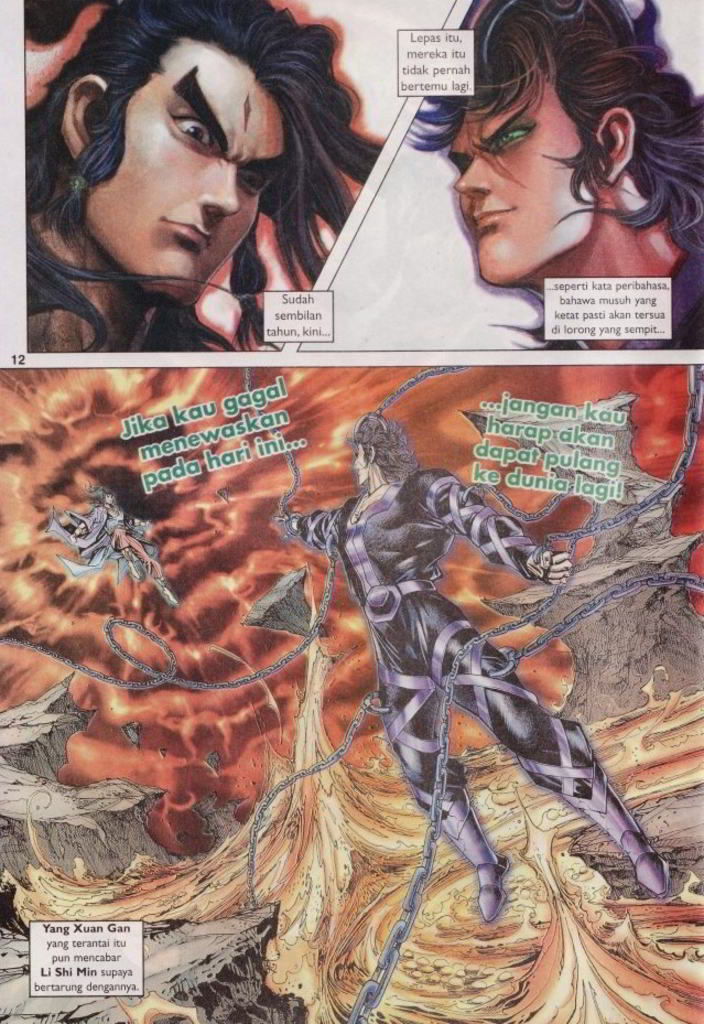 Lepas itu,
mereka itu
tidak pernah
bertemu lagi.
Sudah
sembilan
tahun, kini...
...seperti kata peribahasa,
bahawa musuh yang
ketat pasti akan tersua
di lorong yang sempit...
12
Jika kau gagal
menewaskan
pada hari ini...
...jangan kau
harap akan
dapat pulang
ke dunia lagi!
Yang Xuan Gan
yang terantai itu
pun mencabar
Li Shi Min supaya
bertarung dengannya.